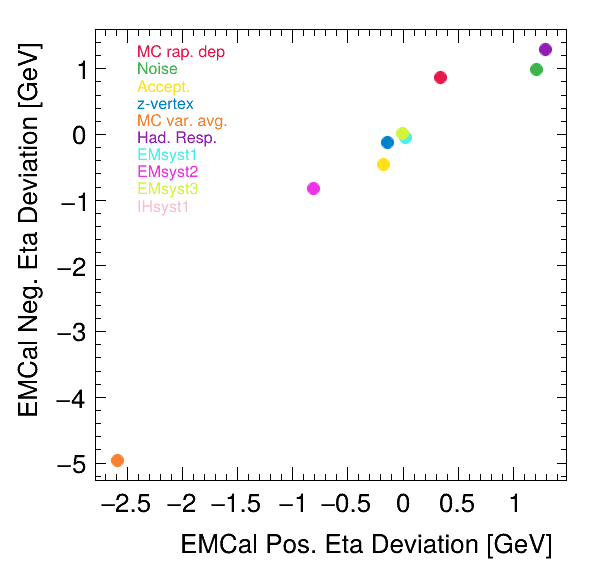 MC rap. dep
Noise
Accept.
z-vertex
MC var. avg.
Had. Resp.
EMsyst1
EMsyst2
EMsyst3
IHsyst1
EMCal Neg. Eta Deviation [GeV]
1
0
−1
−2
−3
−4
−5
−2.5 −2 −1.5 −1 −0.5 0 0.5 1
EMCal Pos. Eta Deviation [GeV]